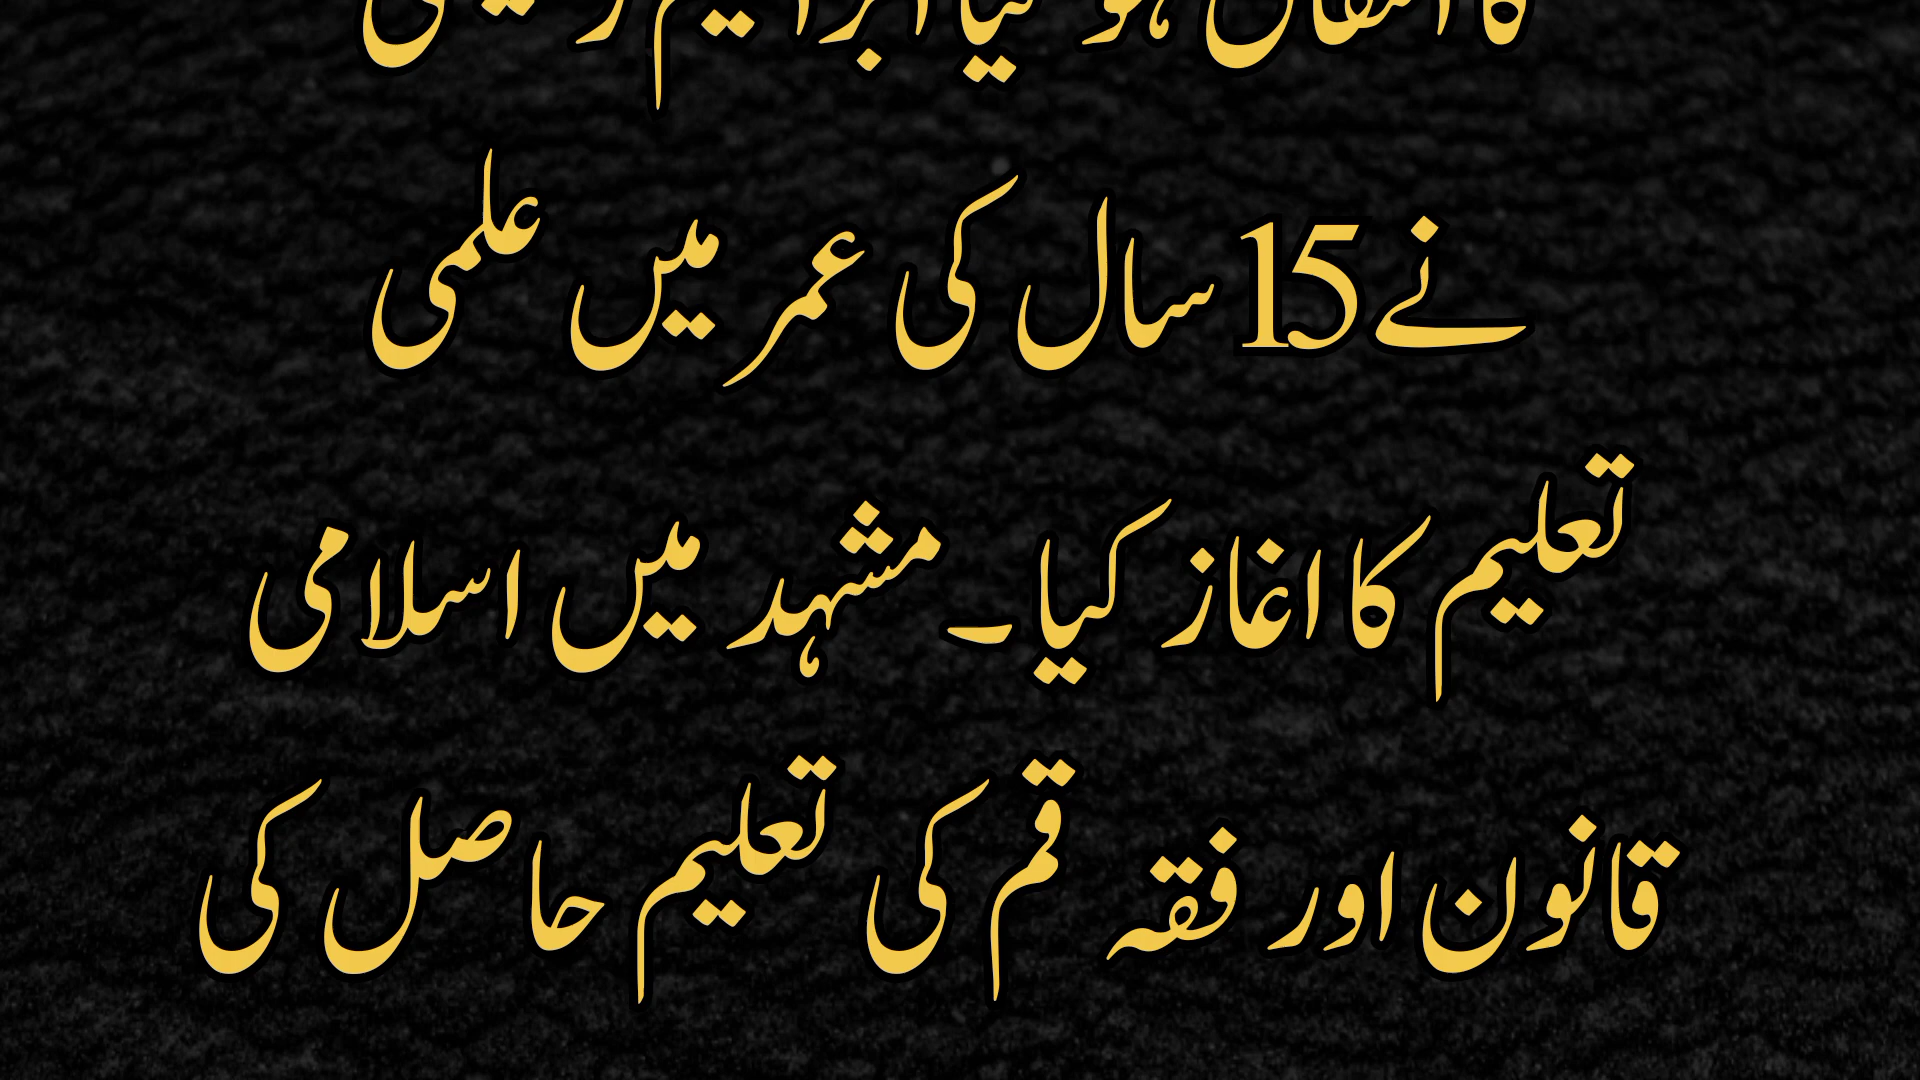 کا انتقال ہو گیا ابراہیم رئیسی
نے 15 سال کی عمر میں علمی
تعلیم کا اغاز کیا۔ مشہد میں اسلامی
قانون اور فقہ قم کی تعلیم حاصل کی